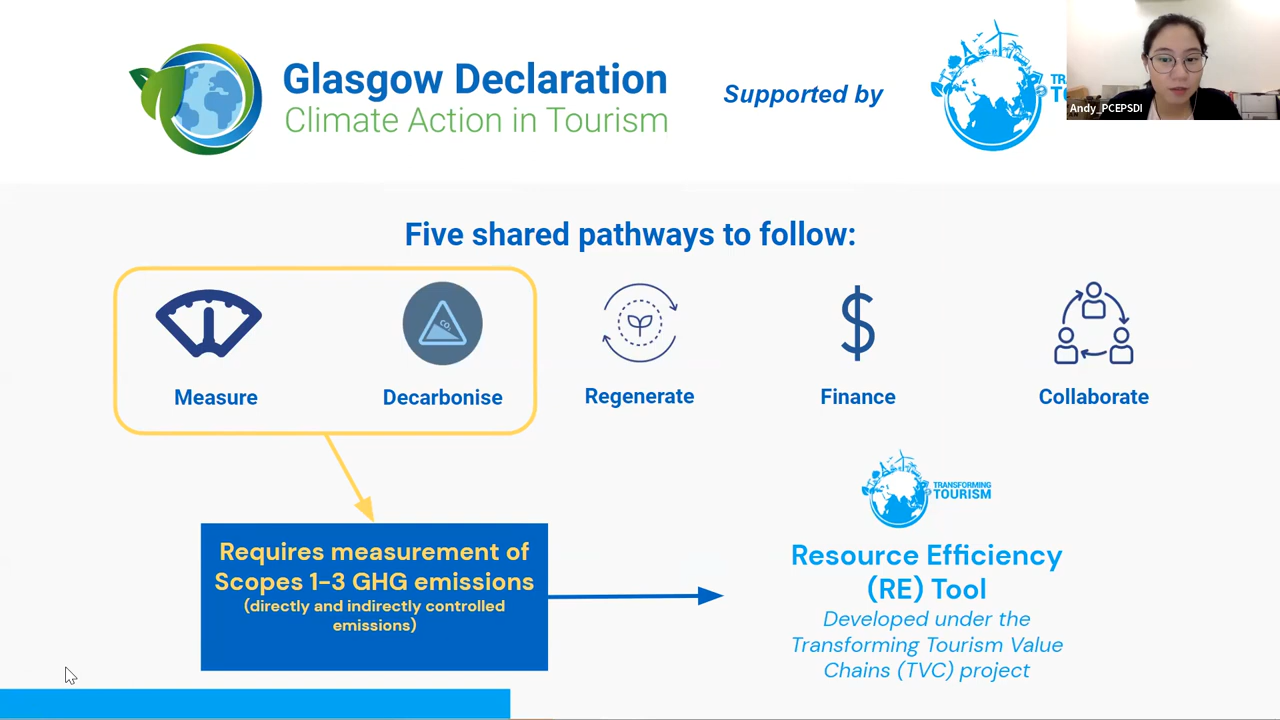 Glasgow Declaration
Climate Action in Tourism
Supported by
Andy_PCEPSDI
Five shared pathways to follow:
Measure
Decarbonise
Regenerate
Finance
Collaborate
CO₂
$
Requires measurement of
Scopes 1-3 GHG emissions
(directly and indirectly controlled
emissions)
TRANSFORMING
TOURISM
Resource Efficiency
(RE) Tool
Developed under the
Transforming Tourism Value
Chains (TVC) project